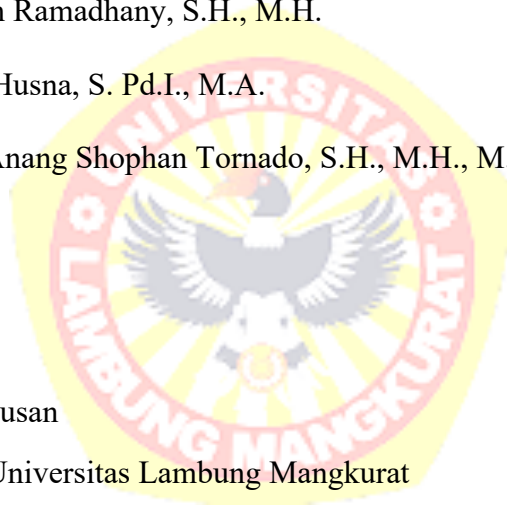 n Ramadhany, S.H., M.H.
Husna, S. Pd.I., M.A.
Anang Shophan Tornado, S.H., M.H., M
UNIVERSITAS
LAMBUNG MANGKURAT
usan
Universitas Lambung Mangkurat